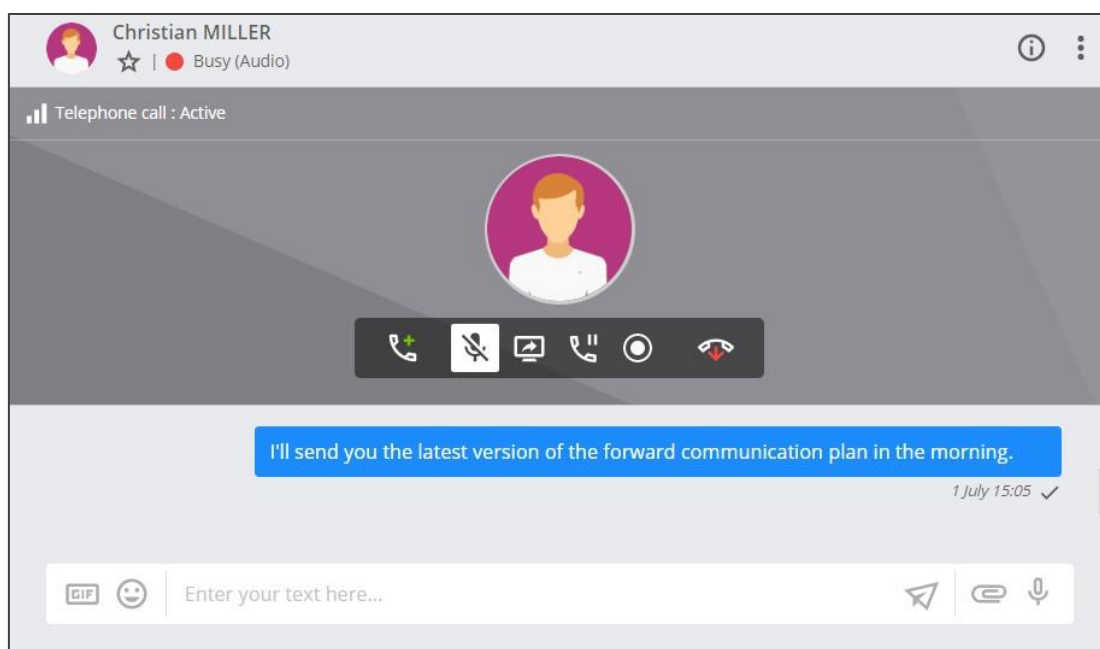 Christian MILLER
| Busy (Audio)
Telephone call : Active
I'll send you the latest version of the forward communication plan in the morning.
1 July 15:05
GIF
Enter your text here...